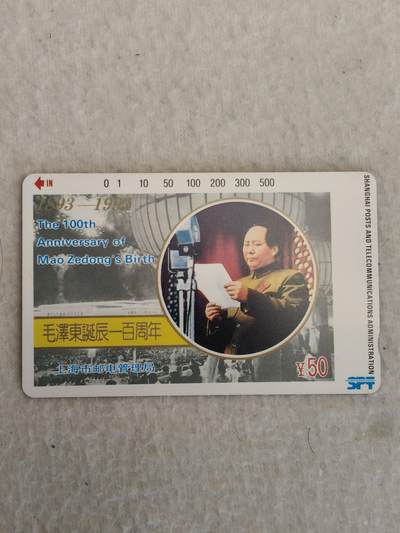 IN 0 1 10 50 100 200 300 500
1893—1993
The 100th
Anniversary of
Mao Zedong's Birth
毛澤東誕辰一百周年
上海市邮电管理局
¥50
SHANGHAI POSTS AND TELECOMMUNICATIONS ADMINISTRATION
SPT